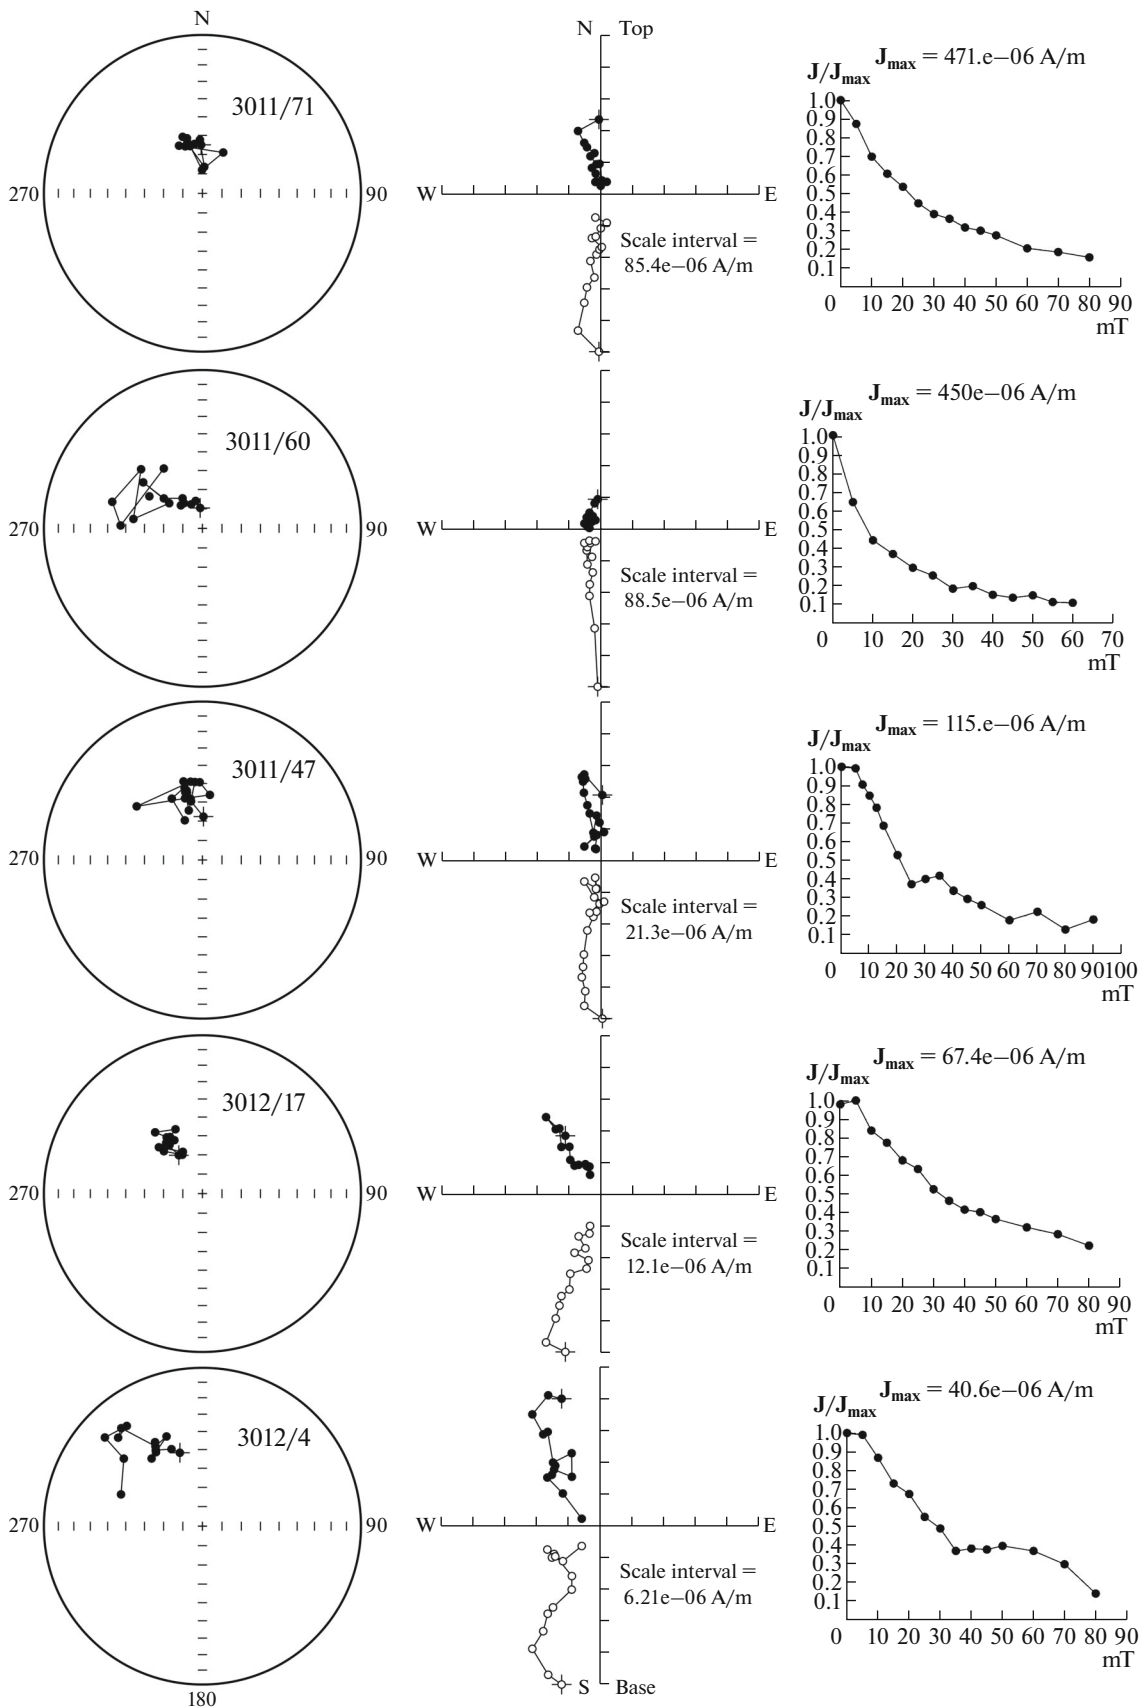 N
3011/71
270
90
N Top
W
E
Scale interval =
85.4e–06 A/m
J/Jmax
Jmax = 471.e–06 A/m
1.0
0.9
0.8
0.7
0.6
0.5
0.4
0.3
0.2
0.1
0 10 20 30 40 50 60 70 80 90
mT
3011/60
270
90
W
E
Scale interval =
88.5e–06 A/m
J/Jmax
Jmax = 450e–06 A/m
1.0
0.9
0.8
0.7
0.6
0.5
0.4
0.3
0.2
0.1
0 10 20 30 40 50 60 70
mT
3011/47
270
90
W
E
Scale interval =
21.3e–06 A/m
J/Jmax
Jmax = 115.e–06 A/m
1.0
0.9
0.8
0.7
0.6
0.5
0.4
0.3
0.2
0.1
0 10 20 30 40 50 60 70 80 90 100
mT
3012/17
270
90
W
E
Scale interval =
12.1e–06 A/m
J/Jmax
Jmax = 67.4e–06 A/m
1.0
0.9
0.8
0.7
0.6
0.5
0.4
0.3
0.2
0.1
0 10 20 30 40 50 60 70 80 90
mT
3012/4
270
90
180
W
E
Scale interval =
6.21e–06 A/m
S Base
J/Jmax
Jmax = 40.6e–06 A/m
1.0
0.9
0.8
0.7
0.6
0.5
0.4
0.3
0.2
0.1
0 10 20 30 40 50 60 70 80 90
mT